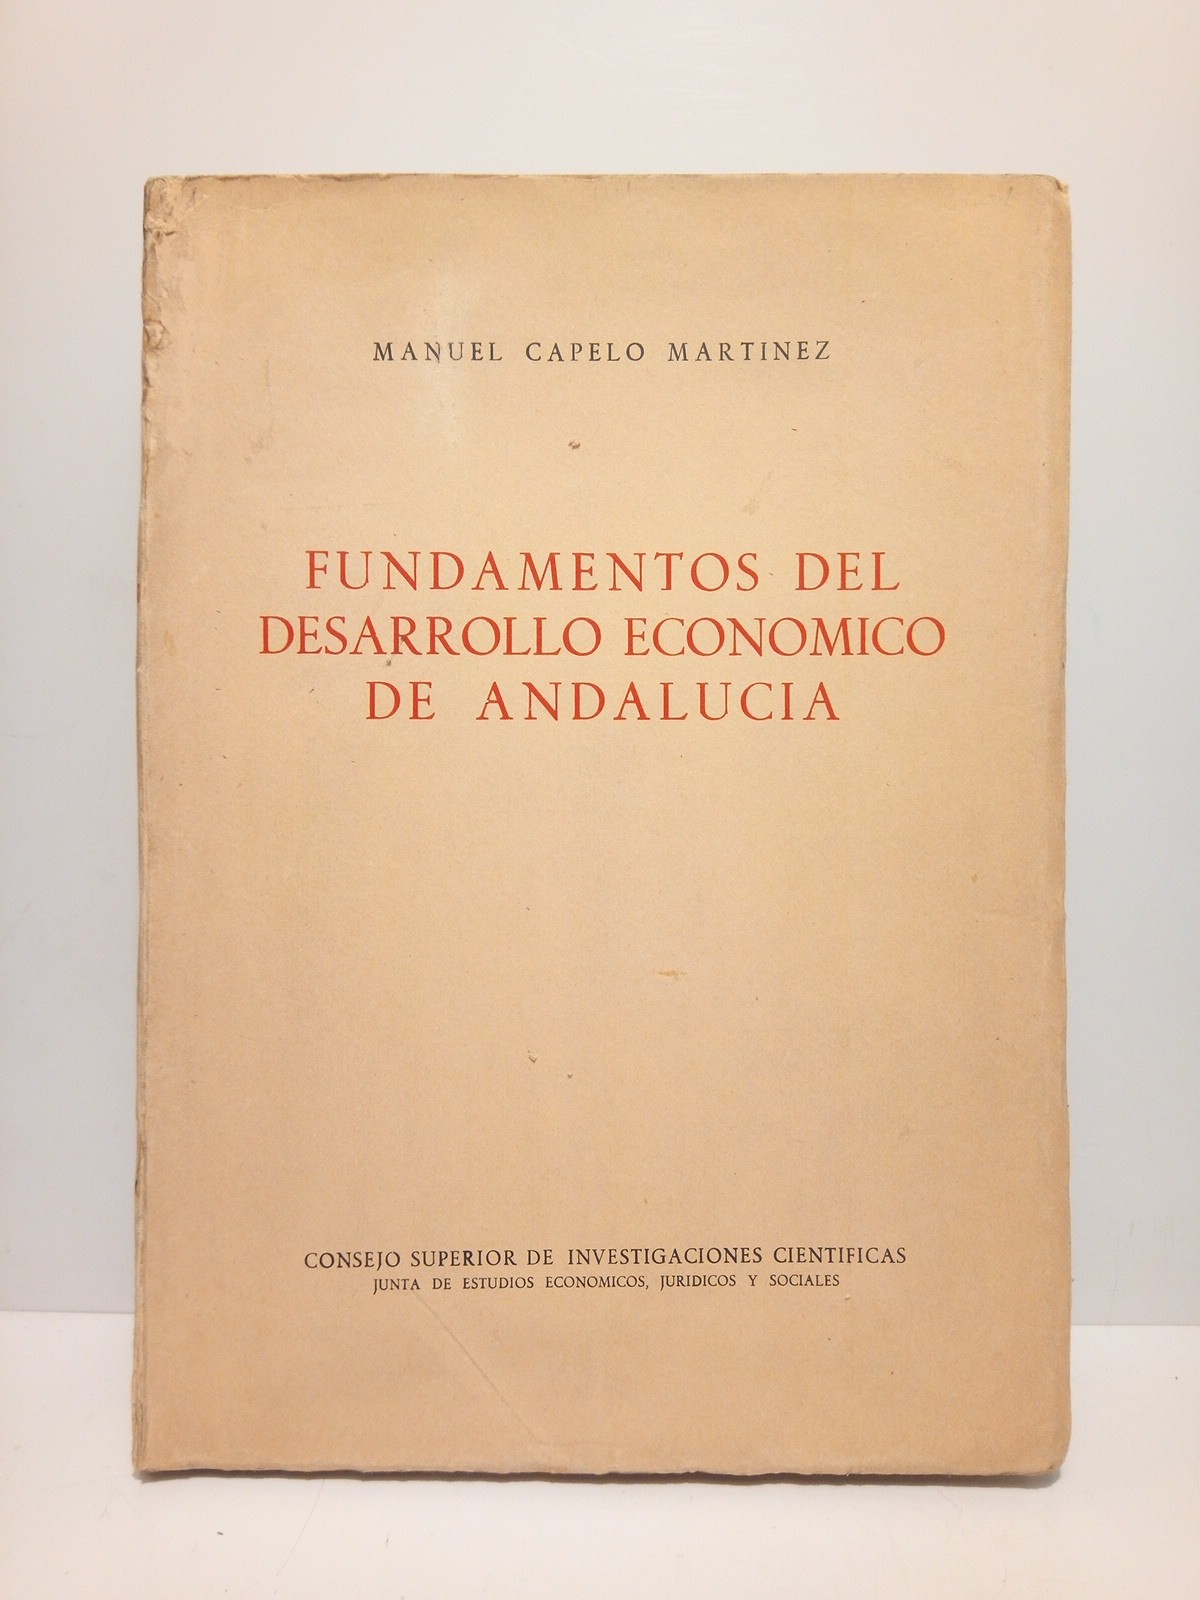 MANUEL CAPELO MARTINEZ
FUNDAMENTOS DEL
DESARROLLO ECONOMICO
DE ANDALUCIA
CONSEJO SUPERIOR DE INVESTIGACIONES CIENTIFICAS
JUNTA DE ESTUDIOS ECONOMICOS, JURIDICOS Y SOCIALES